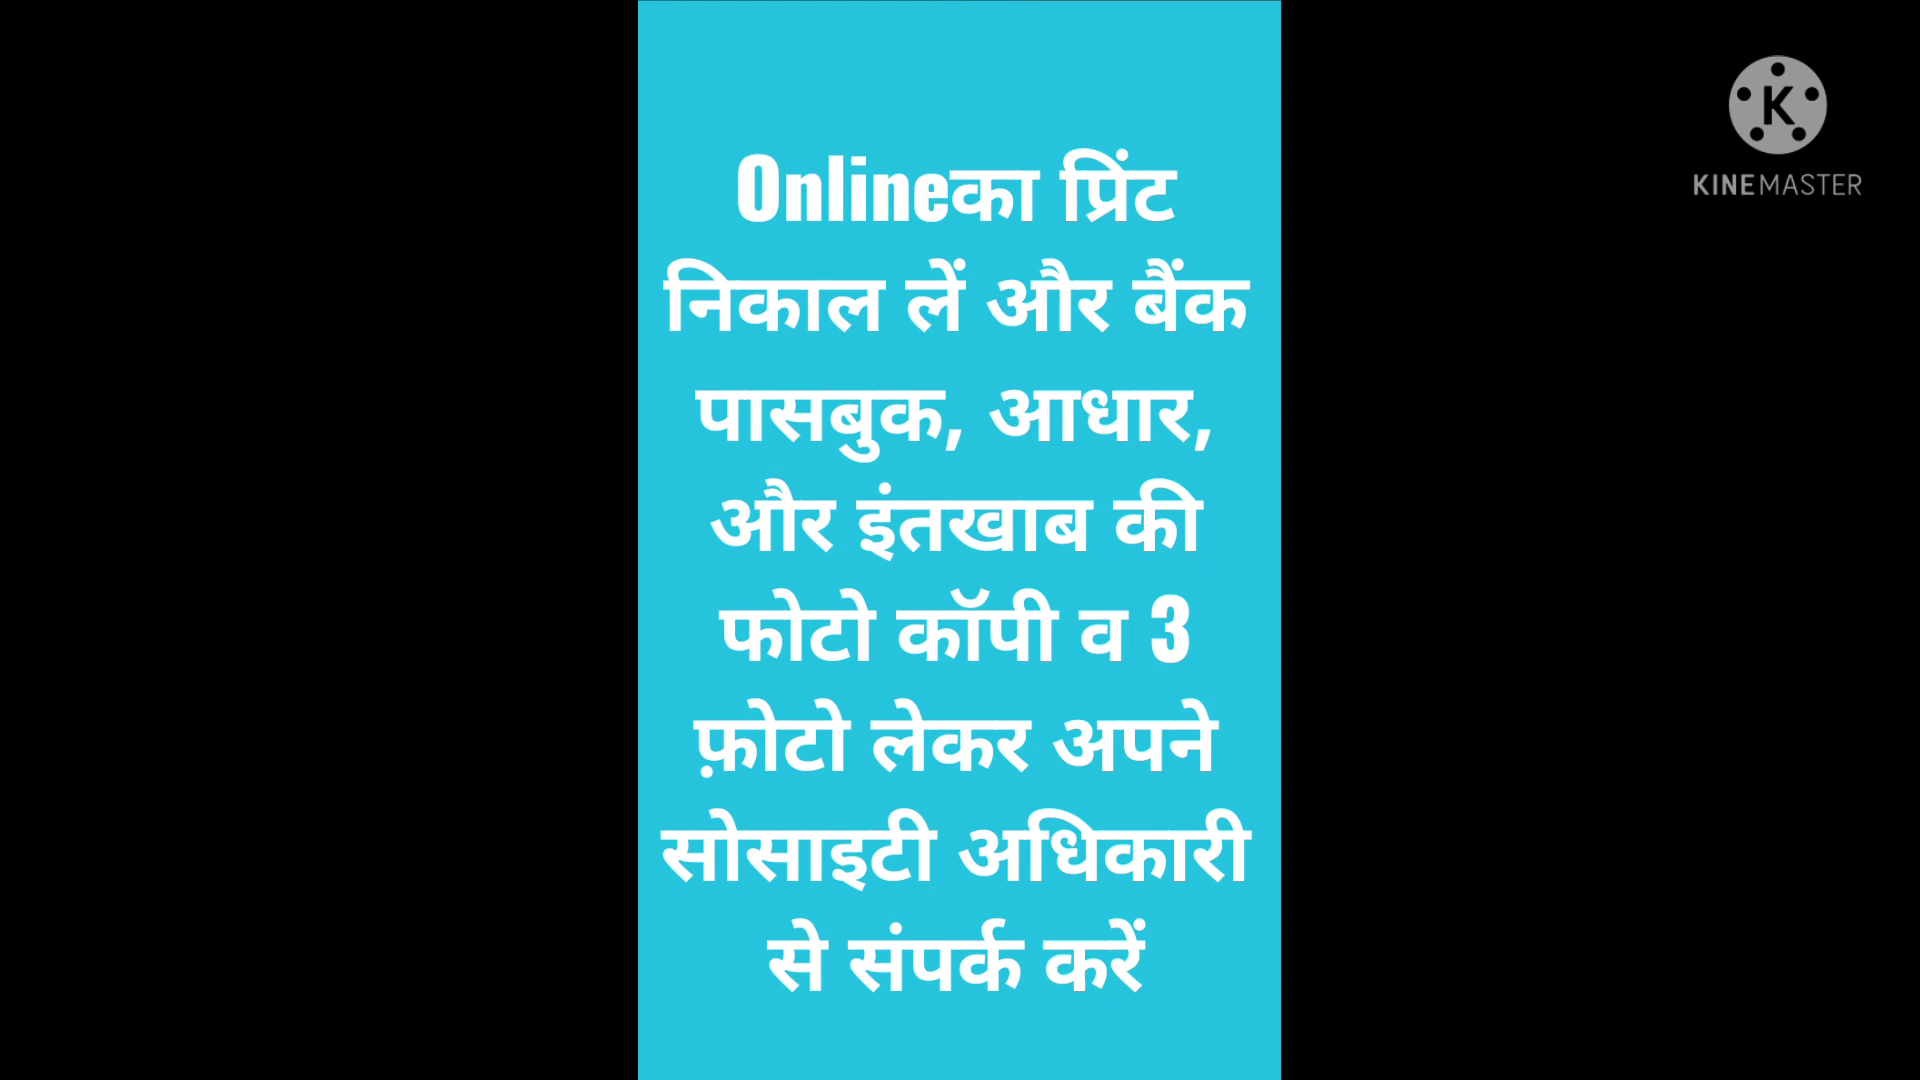 Onlineका प्रिंट
निकाल लें और बैंक
पासबुक, आधार,
और इंतखाब की
फोटो कॉपी व 3
फ़ोटो लेकर अपने
सोसाइटी अधिकारी
से संपर्क करें
K
KINEMASTER